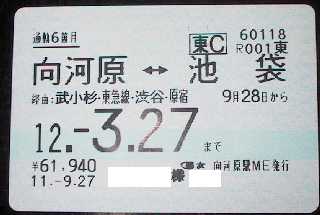 通勤6箇月 東C 60118
R001東
向河原 ↔ 池袋
経由:武小杉・東急線・渋谷・原宿 9月28日から
12.-3.27まで
¥61,940 様 向河原駅ME発行
11.-9.27